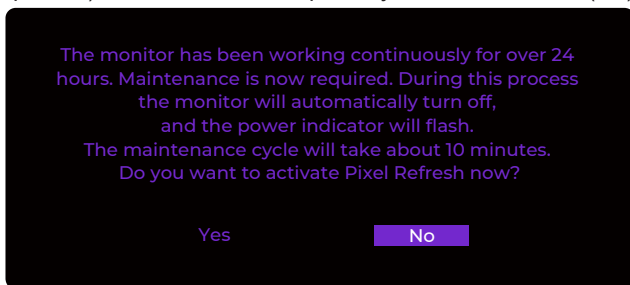 The monitor has been working continuously for over 24
hours. Maintenance is now required. During this process
the monitor will automatically turn off,
and the power indicator will flash.
The maintenance cycle will take about 10 minutes.
Do you want to activate Pixel Refresh now?
Yes No